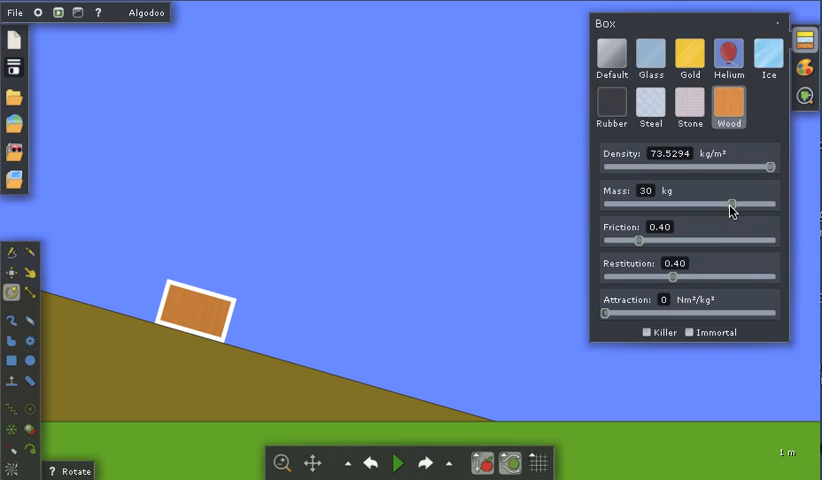 File ? Algodoo
Box
Default Glass Gold Helium Ice
Rubber Steel Stone Wood
Density: 73.5294 kg/m²
Mass: 30 kg
Friction: 0.40
Restitution: 0.40
Attraction: 0 Nm²/kg²
Killer Immortal
1 m
? Rotate